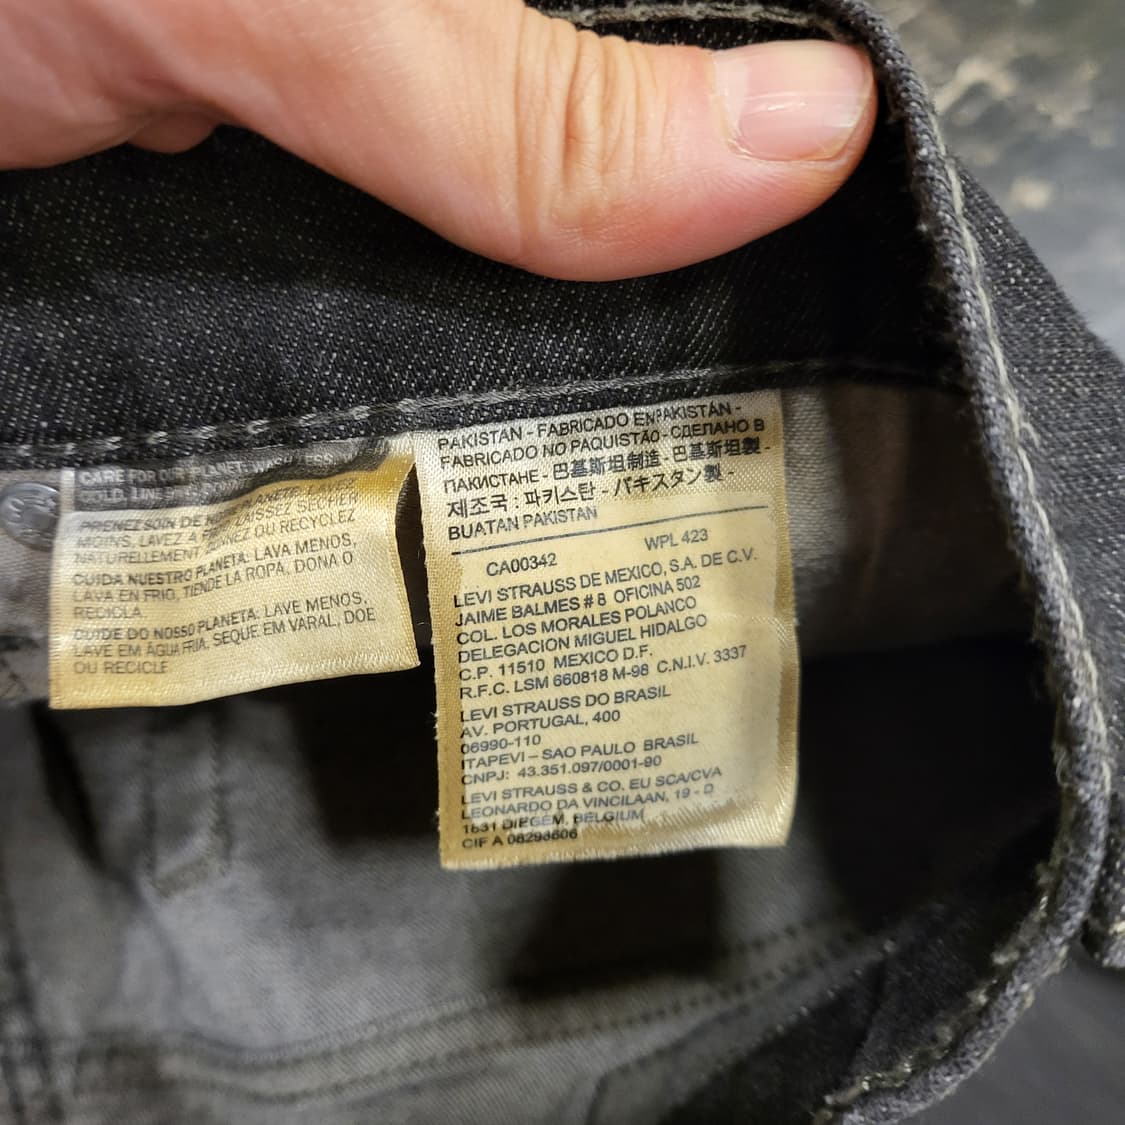 CARE FOR OUR PLANET
COLD, LINE
PRENEZ SOIN DE
MOINS, LAVEZ À LAISSEZ SÉCHER
NATURELLEMENT DONNEZ OU RECYCLEZ
CUIDA NUESTRO PLANETA: LAVA MENOS,
LAVA EN FRIO, TIENDE LA ROPA, DONA O
RECICLA
CUIDE DO NOSSO PLANETA: LAVE MENOS,
LAVE EM ÁGUA FRIA, SEQUE EM VARAL, DOE
OU RECICLE
PAKISTAN - FABRICADO EN PAKISTÁN -
FABRICADO NO PAQUISTÃO - СДЕЛАНО В
ПАКИСТАНЕ - 巴基斯坦制造 - 巴基斯坦製 -
제조국 : 파키스탄 - パキスタン製 -
BUATAN PAKISTAN
CA00342 WPL 423
LEVI STRAUSS DE MEXICO, S.A. DE C.V.
JAIME BALMES # 8 OFICINA 502
COL. LOS MORALES POLANCO
DELEGACION MIGUEL HIDALGO
C.P. 11510 MEXICO D.F.
R.F.C. LSM 660818 M-98 C.N.I.V. 3337
LEVI STRAUSS DO BRASIL
AV. PORTUGAL, 400
06990-110
ITAPEVI – SAO PAULO BRASIL
CNPJ: 43.351.097/0001-90
LEVI STRAUSS & CO. EU SCA/CVA
LEONARDO DA VINCILAAN, 19 - D
1831 DIEGEM, BELGIUM
CIF A 08298606